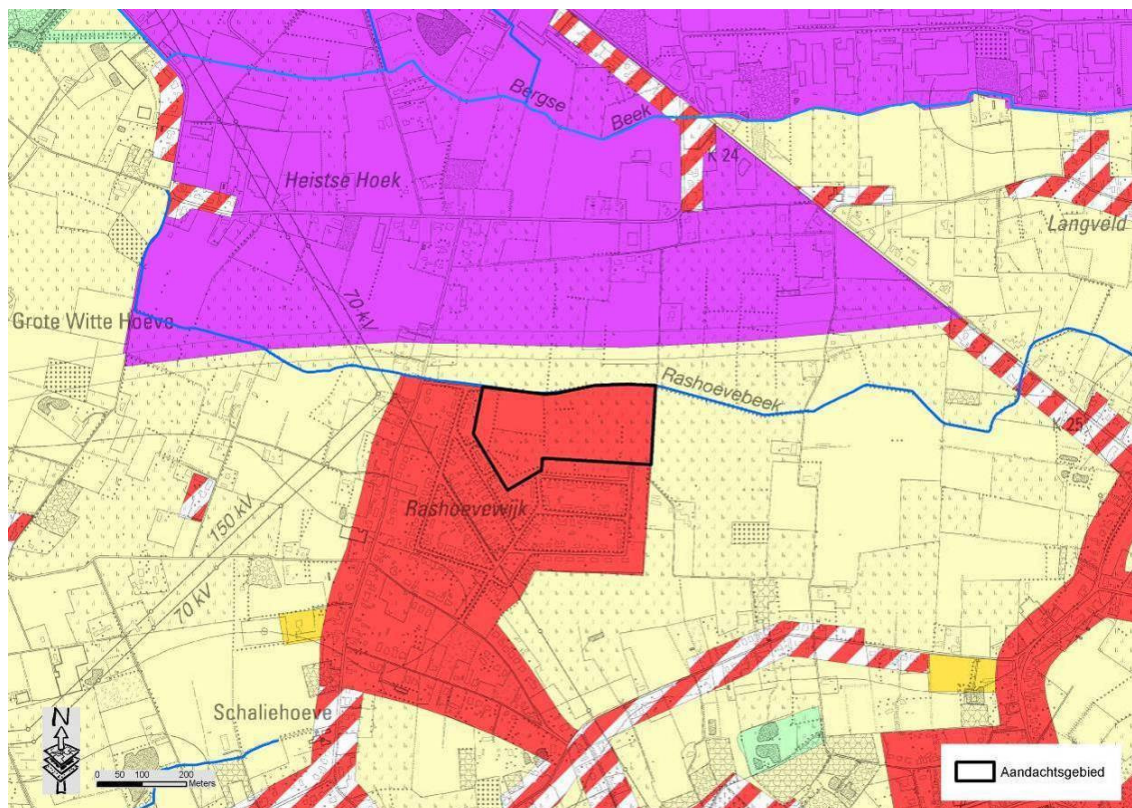 Bergse
Beek
K 24
Heistse Hoek
Langveld
70 kV
Grote Witte Hoeve
Rashoevebeek
K 25
Rashoevewijk
150 kV
70 kV
Schaliehoeve
N
0 50 100 200
Meters
Aandachtsgebied